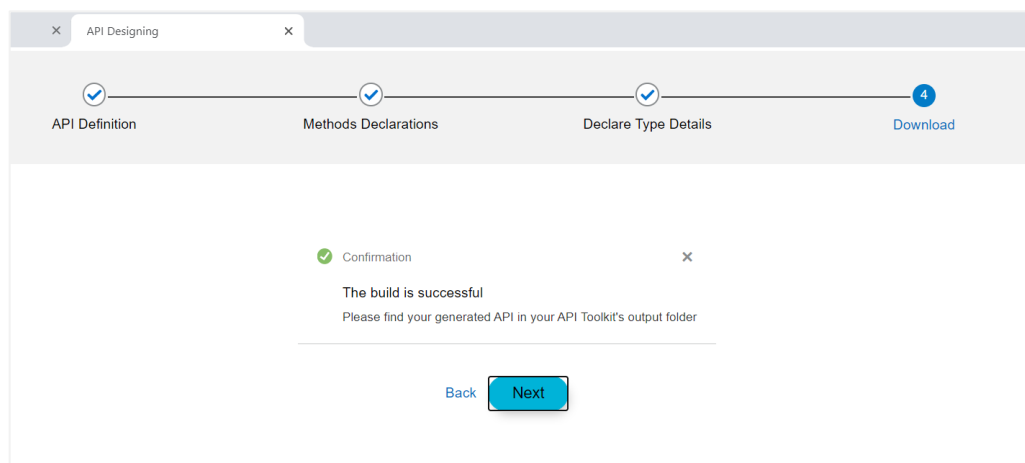 API Designing
4
API Definition
Methods Declarations
Declare Type Details
Download
Confirmation
The build is successful
Please find your generated API in your API Toolkit's output folder
Back
Next